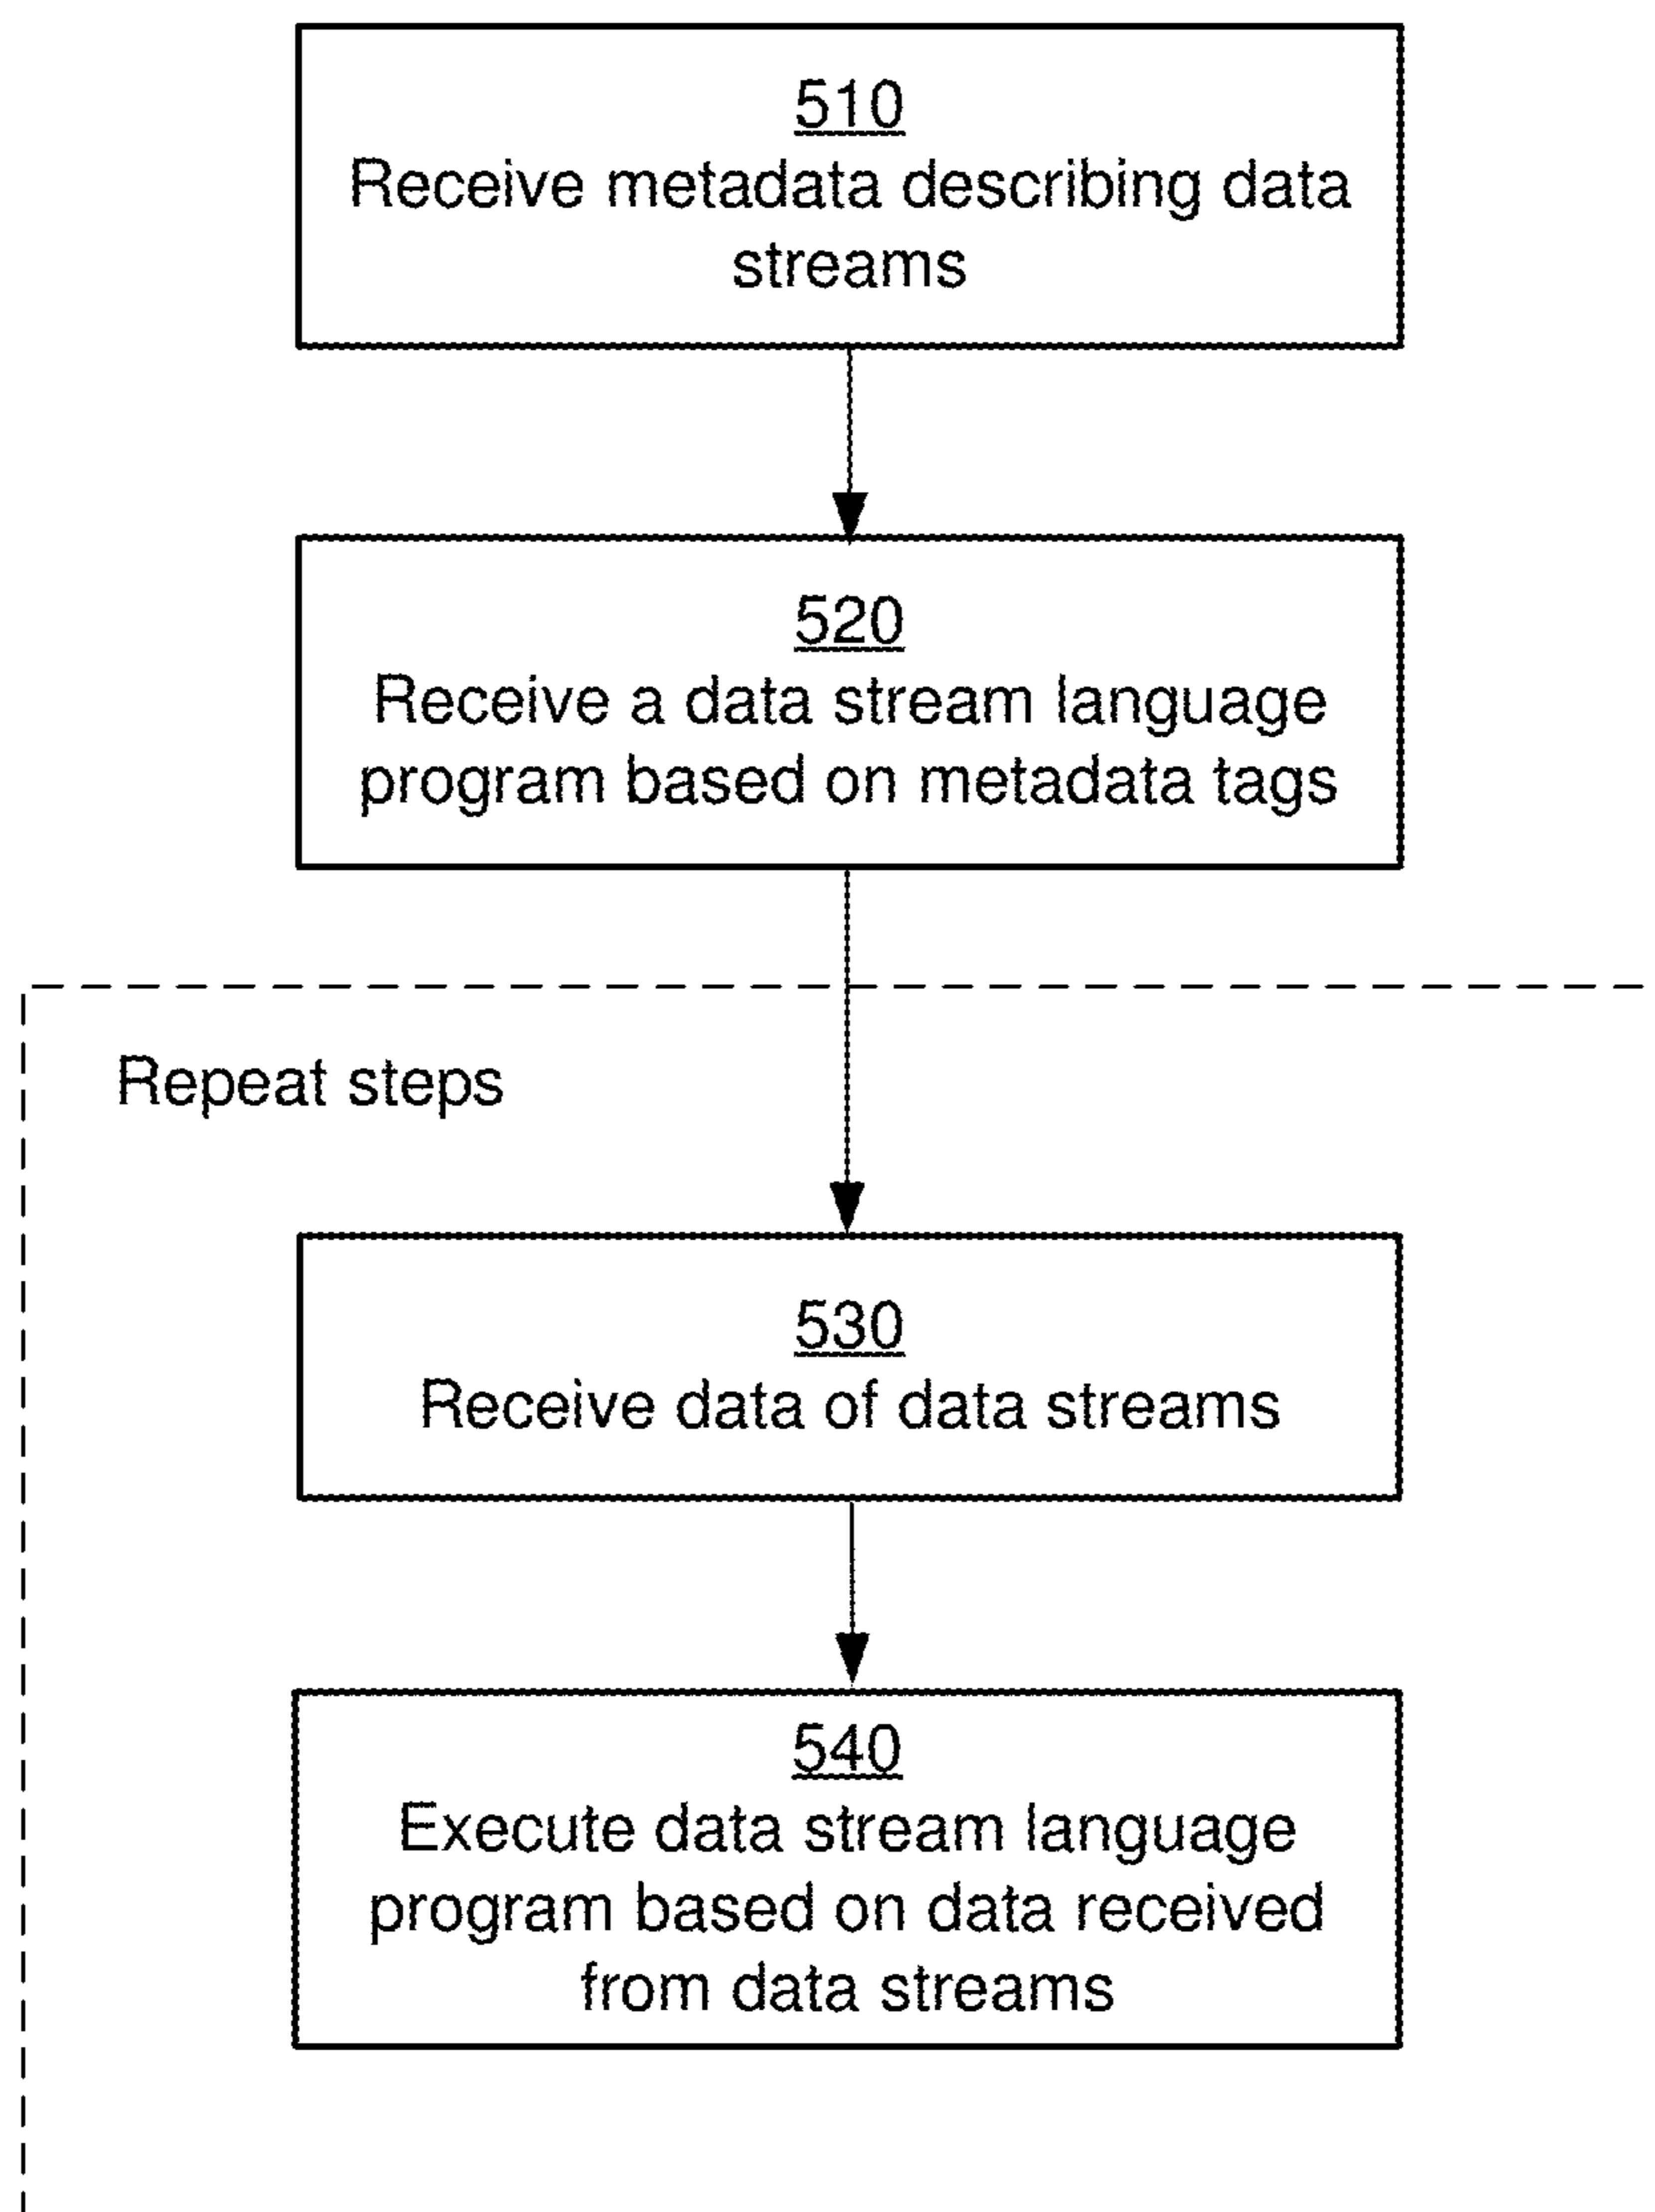 510
Receive metadata describing data
streams
520
Receive a data stream language
program based on metadata tags
Repeat steps
530
Receive data of data streams
540
Execute data stream language
program based on data received
from data streams